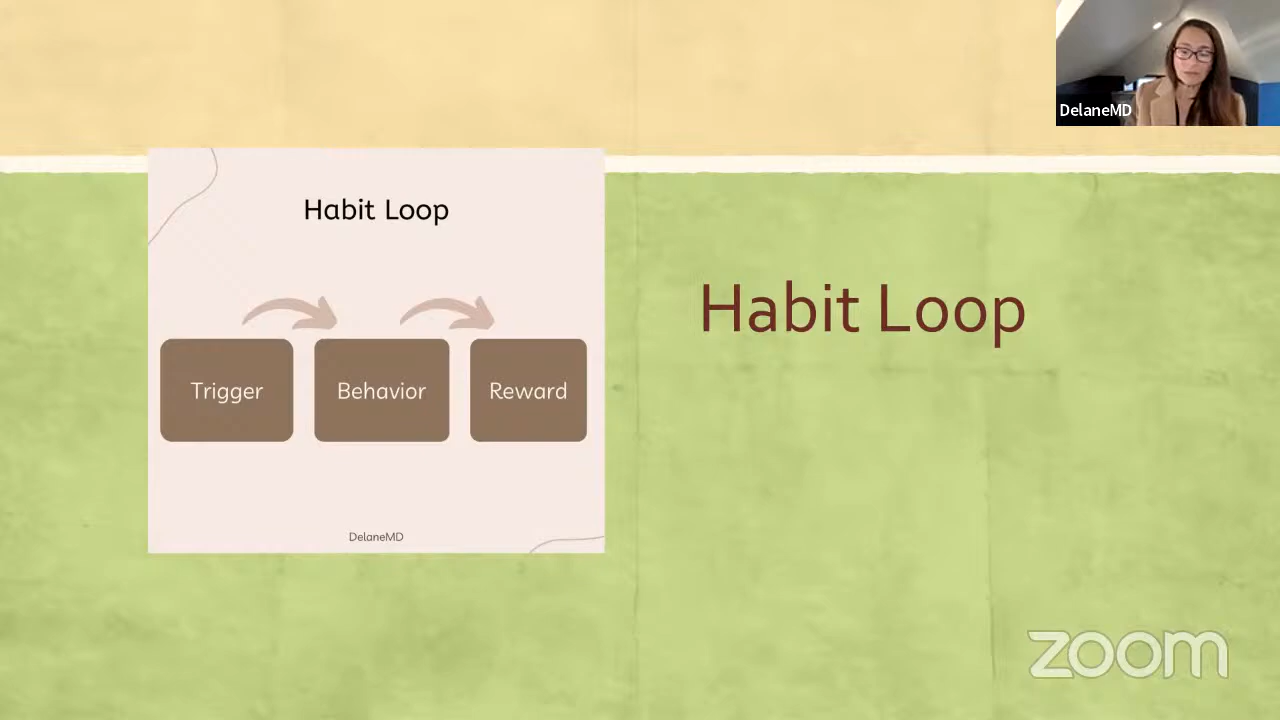 DelaneMD
Habit Loop
Trigger
Behavior
Reward
DelaneMD
Habit Loop
zoom